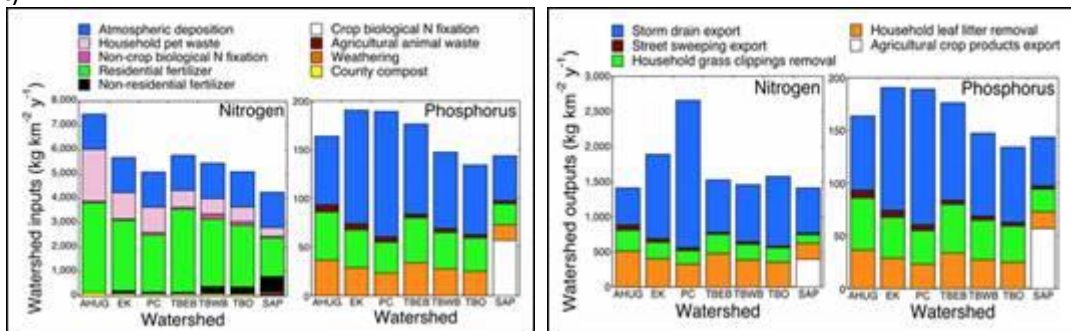 Atmospheric deposition
Household pet waste
Non-crop biological N fixation
Residential fertilizer
Non-residential fertilizer
Crop biological N fixation
Agricultural animal waste
Weathering
County compost
Watershed inputs (kg km-2 y-1)
8,000
7,000
6,000
5,000
4,000
3,000
2,000
1,000
0
Nitrogen
AHUG EK PC TBEB TBWB TBO SAP
200
150
100
50
0
Phosphorus
AHUG EK PC TBEB TBWB TBO SAP
Watershed
Storm drain export
Street sweeping export
Household grass clippings removal
Household leaf litter removal
Agricultural crop products export
Watershed outputs (kg km-2 y-1)
3,000
2,500
2,000
1,500
1,000
500
0
Nitrogen
AHUG EK PC TBEB TBWB TBO SAP
200
150
100
50
0
Phosphorus
AHUG EK PC TBEB TBWB TBO SAP
Watershed